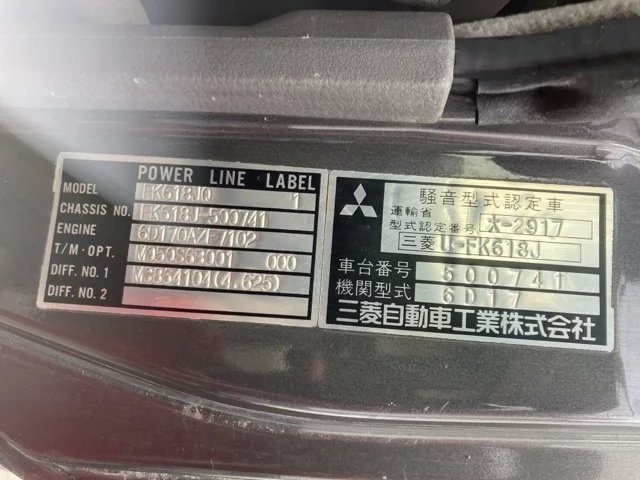 POWER LINE LABEL
MODEL FK618JQ 1
CHASSIS NO. FK618J-500741
ENGINE 6D170AZF7102
T/M·OPT. 000
DIFF. NO. 1 (4.625)
DIFF. NO. 2
騒音型式認定車
運輸省
型式認定番号 X-2917
三菱U-FK618J
車台番号 500741
機関型式 6D17
三菱自動車工業株式会社